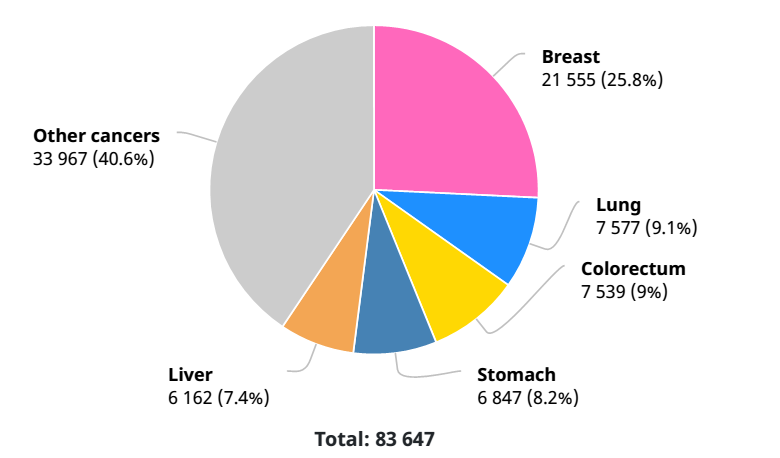 Breast
21 555 (25.8%)
Other cancers
33 967 (40.6%)
Lung
7 577 (9.1%)
Colorectum
7 539 (9%)
Liver
6 162 (7.4%)
Stomach
6 847 (8.2%)
Total: 83 647